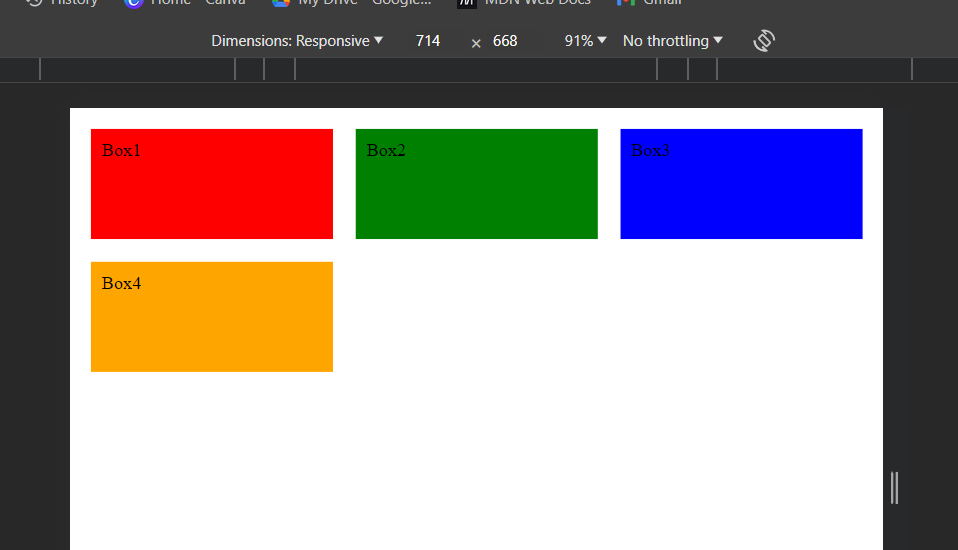 History Home - Canva My Drive - Google... MDN Web Docs Gmail
Dimensions: Responsive 714 × 668 91% No throttling
Box1 Box2 Box3
Box4